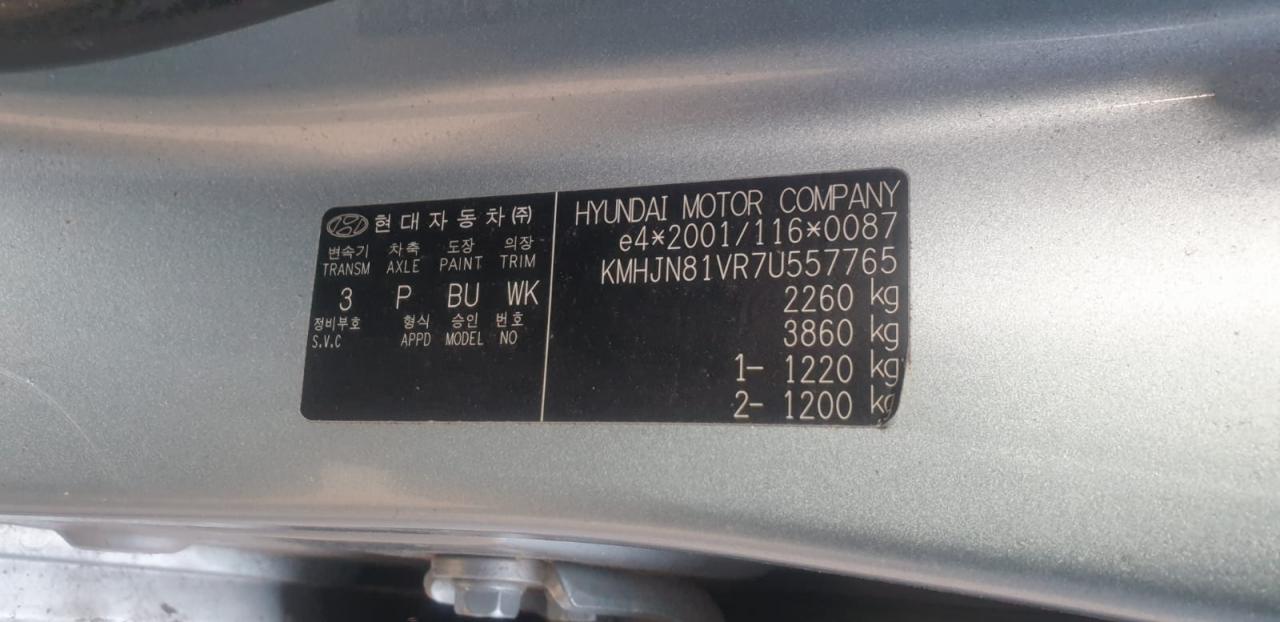 현대자동차㈜
변속기 차축 도장 의장
TRANSM AXLE PAINT TRIM
3 P BU WK
정비부호 형식 승인 번호
S.V.C APPD MODEL NO
HYUNDAI MOTOR COMPANY
e4*2001/116*0087
KMHJN81VR7U557765
2260 kg
3860 kg
1- 1220 kg
2- 1200 kg